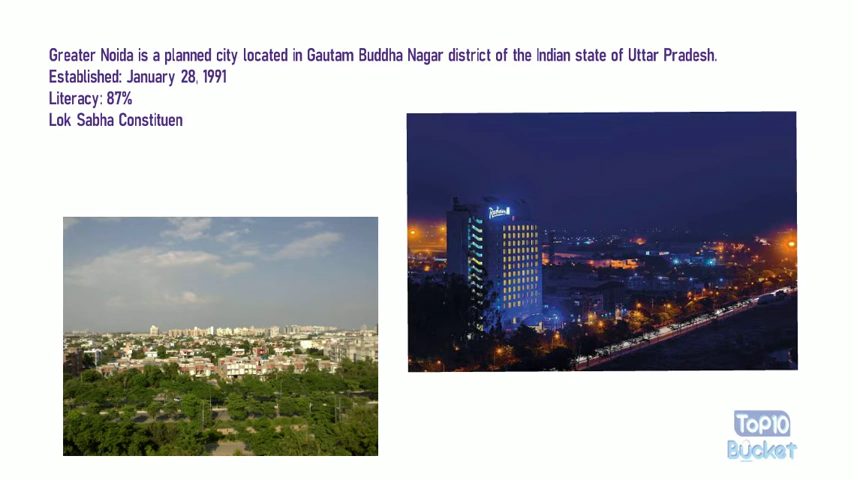 Greater Noida is a planned city located in Gautam Buddha Nagar district of the Indian state of Uttar Pradesh.
Established: January 28, 1991
Literacy: 87%
Lok Sabha Constituen
Radisson
Top10
Bucket